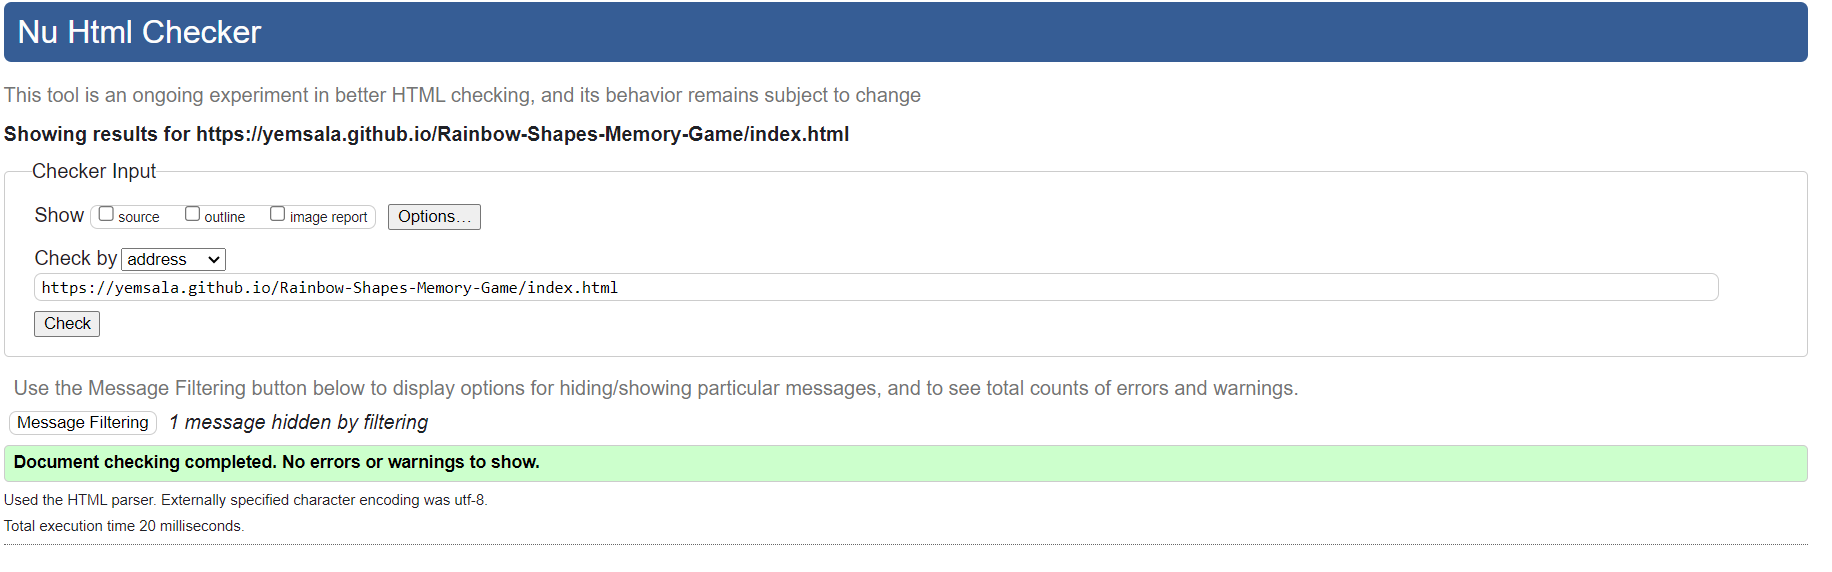 Nu Html Checker
This tool is an ongoing experiment in better HTML checking, and its behavior remains subject to change
Showing results for https://yemsala.github.io/Rainbow-Shapes-Memory-Game/index.html
Checker Input
Show source outline image report Options...
Check by address
https://yemsala.github.io/Rainbow-Shapes-Memory-Game/index.html
Check
Use the Message Filtering button below to display options for hiding/showing particular messages, and to see total counts of errors and warnings.
Message Filtering 1 message hidden by filtering
Document checking completed. No errors or warnings to show.
Used the HTML parser. Externally specified character encoding was utf-8.
Total execution time 20 milliseconds.